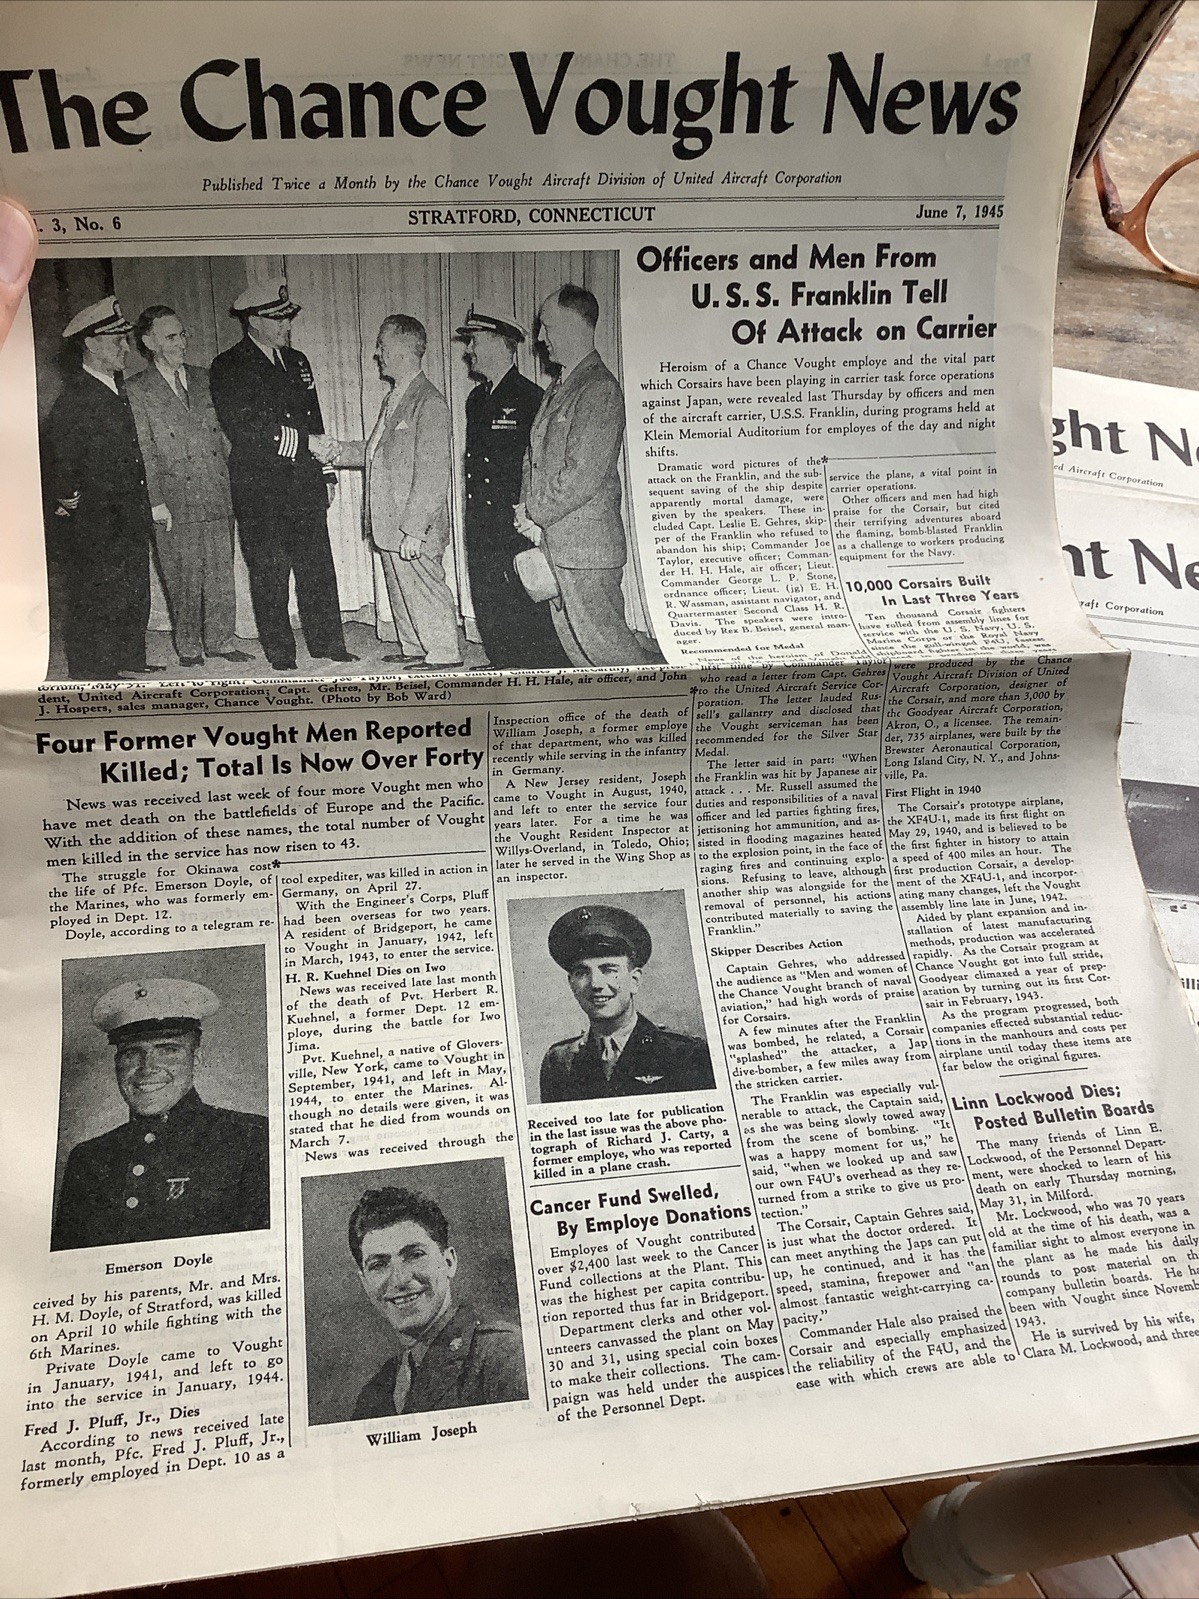 The Chance Vought News
Published Twice a Month by the Chance Vought Aircraft Division of United Aircraft Corporation
3, No. 6
STRATFORD, CONNECTICUT
June 7, 1945
Officers and Men From
U. S. S. Franklin Tell
Of Attack on Carrier
Heroism of a Chance Vought employe and the vital part
which Corsairs have been playing in carrier task force operations
against Japan, were revealed last Thursday by officers and men
of the aircraft carrier, U.S.S. Franklin, during programs held at
Klein Memorial Auditorium for employes of the day and night
shifts.
Dramatic word pictures of the
attack on the Franklin, and the sub-
sequent saving of the ship despite
apparently mortal damage, were
given by the speakers. These in-
cluded Capt. Leslie E. Gehres, skip-
per of the Franklin who refused to
abandon his ship; Commander Joe
Taylor, executive officer; Comman-
der H. H. Hale, air officer; Lieut.
Commander George L. P. Stone,
ordnance officer; Lieut. (jg) E. H.
R. Wassman, assistant navigator, and
Quartermaster Second Class H. R.
Davis. The speakers were intro-
duced by Rex B. Beisel, general man-
ager.
Recommended for Medal
News of the heroism of Donald
first time by Commander Taylor
who read a letter from Capt. Gehres
to the United Aircraft Service Cor-
poration. The letter lauded Rus-
sell's gallantry and disclosed that
the Vought serviceman has been
recommended for the Silver Star
Medal.
The letter said in part: "When
the Franklin was hit by Japanese air
attack . . . Mr. Russell assumed the
duties and responsibilities of a naval
officer and led parties fighting fires,
jettisoning hot ammunition, and as-
sisted in flooding magazines heated
to the explosion point, in the face of
raging fires and continuing explo-
sions. Refusing to leave, although
another ship was alongside for the
removal of personnel, his actions
contributed materially to saving the
Franklin."
Skipper Describes Action
Captain Gehres, who addressed
the audience as "Men and women of
the Chance Vought branch of naval
aviation," had high words of praise
for Corsairs.
A few minutes after the Franklin
was bombed, he related, a Corsair
"splashed" the attacker, a Jap
dive-bomber, a few miles away from
the stricken carrier.
The Franklin was especially vul-
nerable to attack, the Captain said,
as she was being slowly towed away
from the scene of bombing. "It
was a happy moment for us," he
said, "when we looked up and saw
our own F4U's overhead as they re-
turned from a strike to give us pro-
tection."
The Corsair, Captain Gehres said,
is just what the doctor ordered. It
can meet anything the Japs can put
up, he continued, and it has the
speed, stamina, firepower and "an
almost fantastic weight-carrying ca-
pacity."
Commander Hale also praised the
Corsair and especially emphasized
the reliability of the F4U, and the
ease with which crews are able to
service the plane, a vital point in
carrier operations.
Other officers and men had high
praise for the Corsair, but cited
their terrifying adventures aboard
the flaming, bomb-blasted Franklin
as a challenge to workers producing
equipment for the Navy.
10,000 Corsairs Built
In Last Three Years
Ten thousand Corsair fighters
have rolled from assembly lines for
service with the U. S. Navy, U. S.
Marine Corps or the Royal Navy
since the gull-winged F4U, fastest
were produced by the Chance
Vought Aircraft Division of United
Aircraft Corporation, designer of
the Corsair, and more than 3,000 by
the Goodyear Aircraft Corporation,
Akron, O., a licensee. The remain-
der, 735 airplanes, were built by the
Brewster Aeronautical Corporation,
Long Island City, N. Y., and Johns-
ville, Pa.
First Flight in 1940
The Corsair's prototype airplane,
the XF4U-1, made its first flight on
May 29, 1940, and is believed to be
the first fighter in history to attain
a speed of 400 miles an hour. The
first production Corsair, a develop-
ment of the XF4U-1, and incorpor-
ating many changes, left the Vought
assembly line late in June, 1942.
Aided by plant expansion and in-
stallation of latest manufacturing
methods, production was accelerated
rapidly. As the Corsair program at
Chance Vought got into full stride,
Goodyear climaxed a year of prep-
aration by turning out its first Cor-
sair in February, 1943.
As the program progressed, both
companies effected substantial reduc-
tions in the manhours and costs per
airplane until today these items are
far below the original figures.
Linn Lockwood Dies;
Posted Bulletin Boards
The many friends of Linn E.
Lockwood, of the Personnel Depart-
ment, were shocked to learn of his
death on early Thursday morning,
May 31, in Milford.
Mr. Lockwood, who was 70 years
old at the time of his death, was a
familiar sight to almost everyone in
the plant as he made his daily
rounds to post material on
company bulletin boards. He
been with Vought since
1943.
He is survived by his wife,
Clara M. Lockwood, and three
torium, May 31. Left to right: Commander Joe Taylor, executive officer; Charles J. McCarthy, vice-presi-
dent, United Aircraft Corporation; Capt. Gehres, Mr. Beisel, Commander H. H. Hale, air officer, and John
J. Hospers, sales manager, Chance Vought. (Photo by Bob Ward)
Four Former Vought Men Reported
Killed; Total Is Now Over Forty
News was received last week of four more Vought men who
have met death on the battlefields of Europe and the Pacific.
With the addition of these names, the total number of Vought
men killed in the service has now risen to 43.
The struggle for Okinawa cost
the life of Pfc. Emerson Doyle, of
the Marines, who was formerly em-
ployed in Dept. 12.
Doyle, according to a telegram re-
Emerson Doyle
ceived by his parents, Mr. and Mrs.
H. M. Doyle, of Stratford, was killed
on April 10 while fighting with the
6th Marines.
Private Doyle came to Vought
in January, 1941, and left to go
into the service in January, 1944.
Fred J. Pluff, Jr., Dies
According to news received late
last month, Pfc. Fred J. Pluff, Jr.,
formerly employed in Dept. 10 as a
tool expediter, was killed in action in
Germany, on April 27.
With the Engineer's Corps, Pluff
had been overseas for two years.
A resident of Bridgeport, he came
to Vought in January, 1942, left
in March, 1943, to enter the service.
H. R. Kuehnel Dies on Iwo
News was received late last month
of the death of Pvt. Herbert R.
Kuehnel, a former Dept. 12 em-
ploye, during the battle for Iwo
Jima.
Pvt. Kuehnel, a native of Glovers-
ville, New York, came to Vought in
September, 1941, and left in May,
1944, to enter the Marines. Al-
though no details were given, it was
stated that he died from wounds on
March 7.
News was received through the
William Joseph
Inspection office of the death of
William Joseph, a former employe
of that department, who was killed
recently while serving in the infantry
in Germany.
A New Jersey resident, Joseph
came to Vought in August, 1940,
and left to enter the service four
years later. For a time he was
the Vought Resident Inspector at
Willys-Overland, in Toledo, Ohio;
later he served in the Wing Shop as
an inspector.
Received too late for publication
in the last issue was the above pho-
tograph of Richard J. Carty, a
former employe, who was reported
killed in a plane crash.
Cancer Fund Swelled,
By Employe Donations
Employes of Vought contributed
over $2,400 last week to the Cancer
Fund collections at the Plant. This
was the highest per capita contribu-
tion reported thus far in Bridgeport.
Department clerks and other vol-
unteers canvassed the plant on May
30 and 31, using special coin boxes
to make their collections. The cam-
paign was held under the auspices
of the Personnel Dept.
ght N
ed Aircraft Corporation
nt Ne
raft Corporation